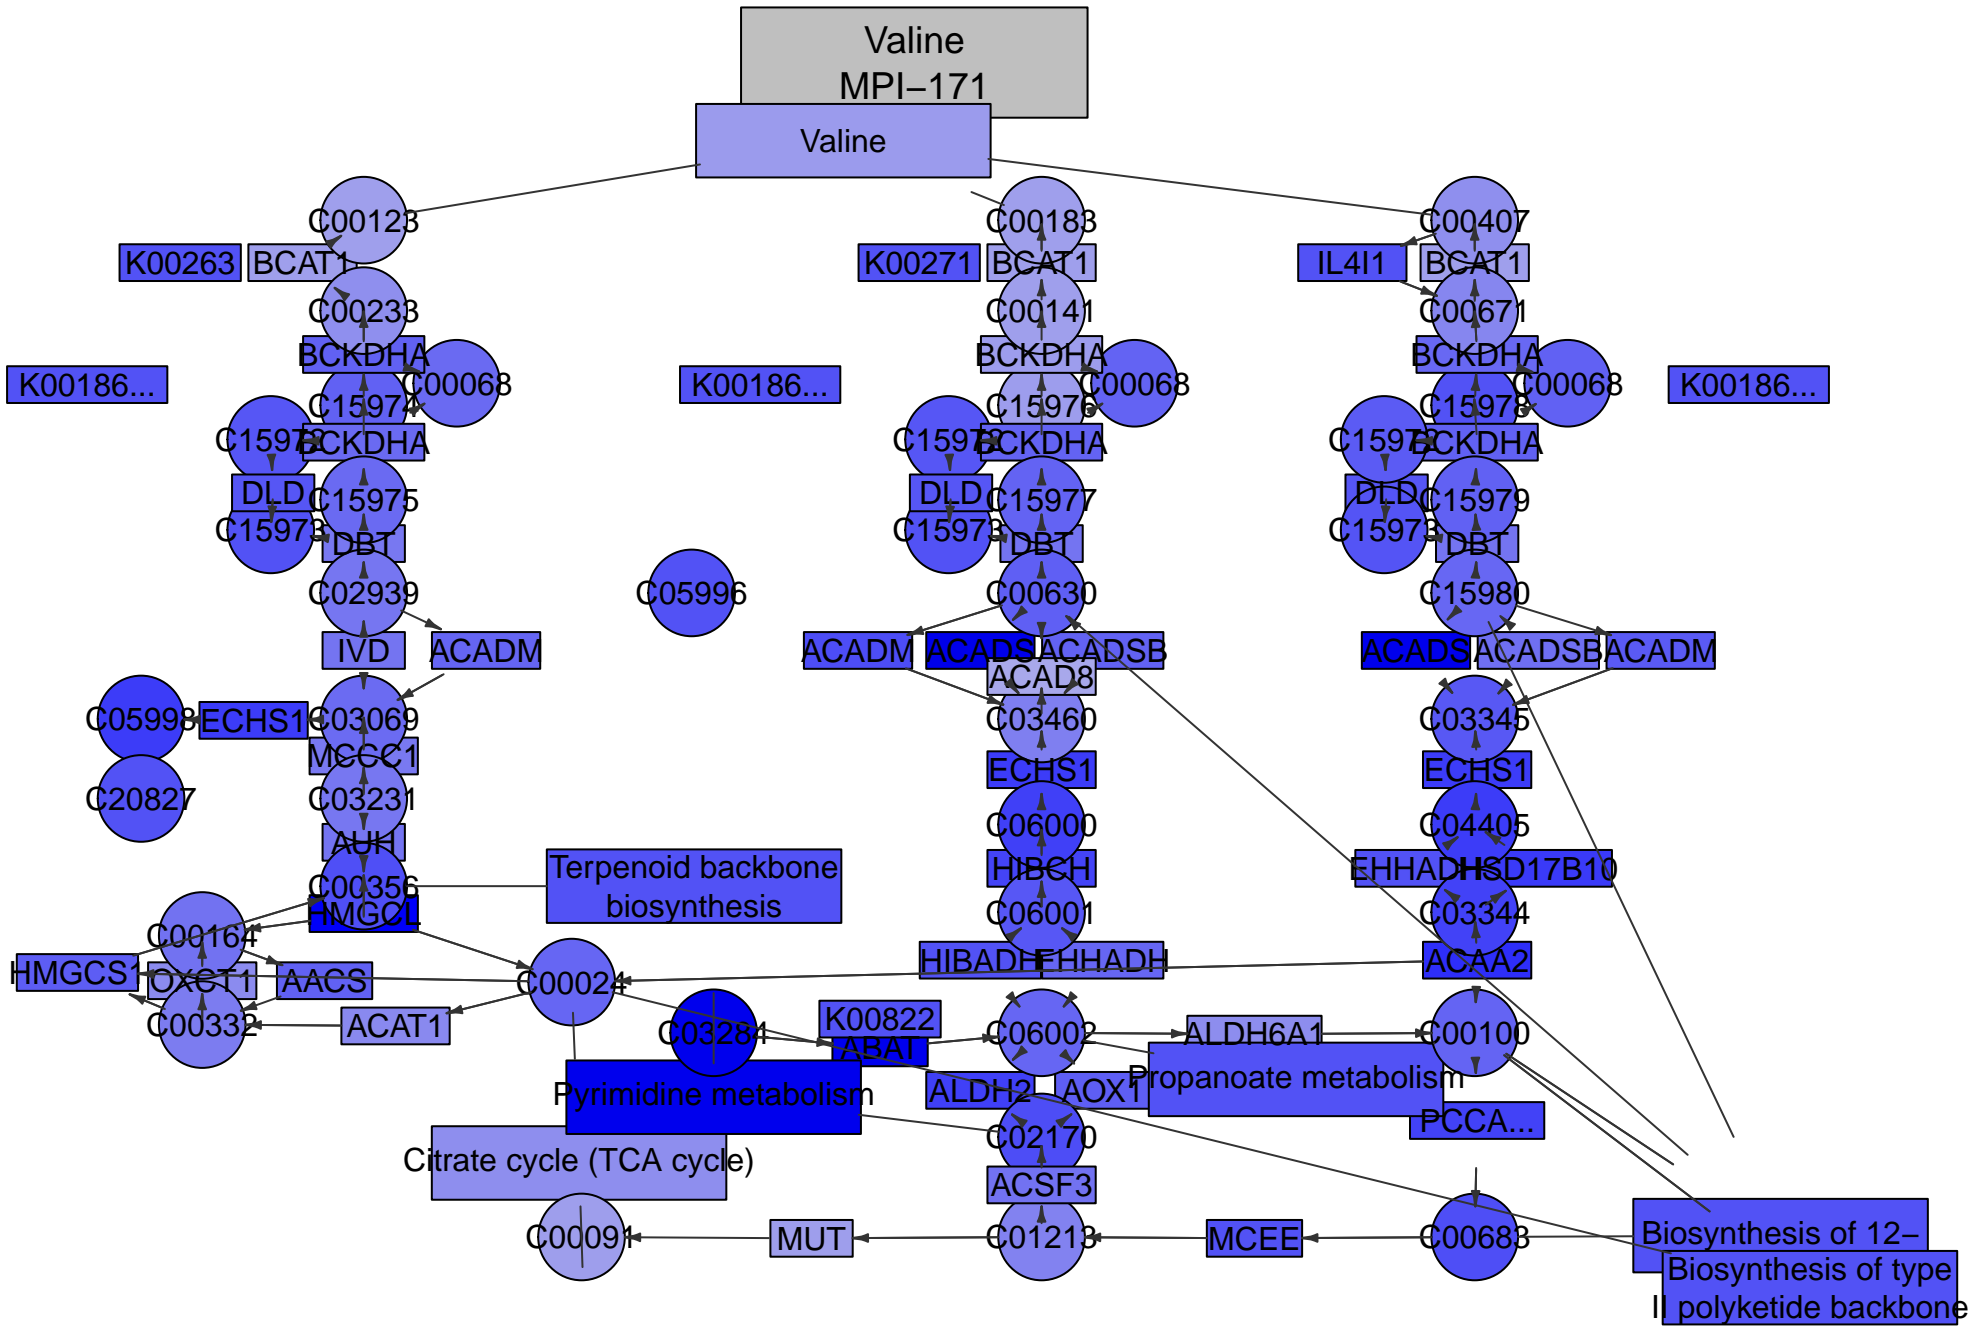 Valine
MPI−171
Valine
C00123
C00183
C00407
K00263
BCAT1
K00271
BCAT1
IL4I1
BCAT1
C00233
C00141
C00671
BCKDHA
BCKDHA
BCKDHA
K00186...
C00068
K00186...
C00068
C00068
K00186...
C15974
C15976
C15978
C15972
BCKDHA
C15972
BCKDHA
C15972
BCKDHA
DLD
C15975
DLD
C15977
DLD
C15979
C15973
DBT
C15973
DBT
C15973
DBT
C02939
C05996
C00630
C15980
IVD
ACADM
ACADM
ACADS
ACADSB
ACADS
ACADSB
ACADM
ACAD8
C05998
ECHS1
C03069
C03460
C03345
MCCC1
ECHS1
ECHS1
C20827
C03231
C06000
C04405
AUH
HIBCH
EHHADH
HSD17B10
C00356
Terpenoid backbone
biosynthesis
HMGCL
C06001
C03344
C00164
HIBADH
EHHADH
ACAA2
HMGCS1
OXCT1
AACS
C00024
C00332
ACAT1
C03284
K00822
ABAT
C06002
ALDH6A1
C00100
Pyrimidine metabolism
ALDH2
AOX1
Propanoate metabolism
PCCA...
C02170
Citrate cycle (TCA cycle)
ACSF3
C00091
MUT
C01213
MCEE
C00683
Biosynthesis of 12−
Biosynthesis of type
II polyketide backbone